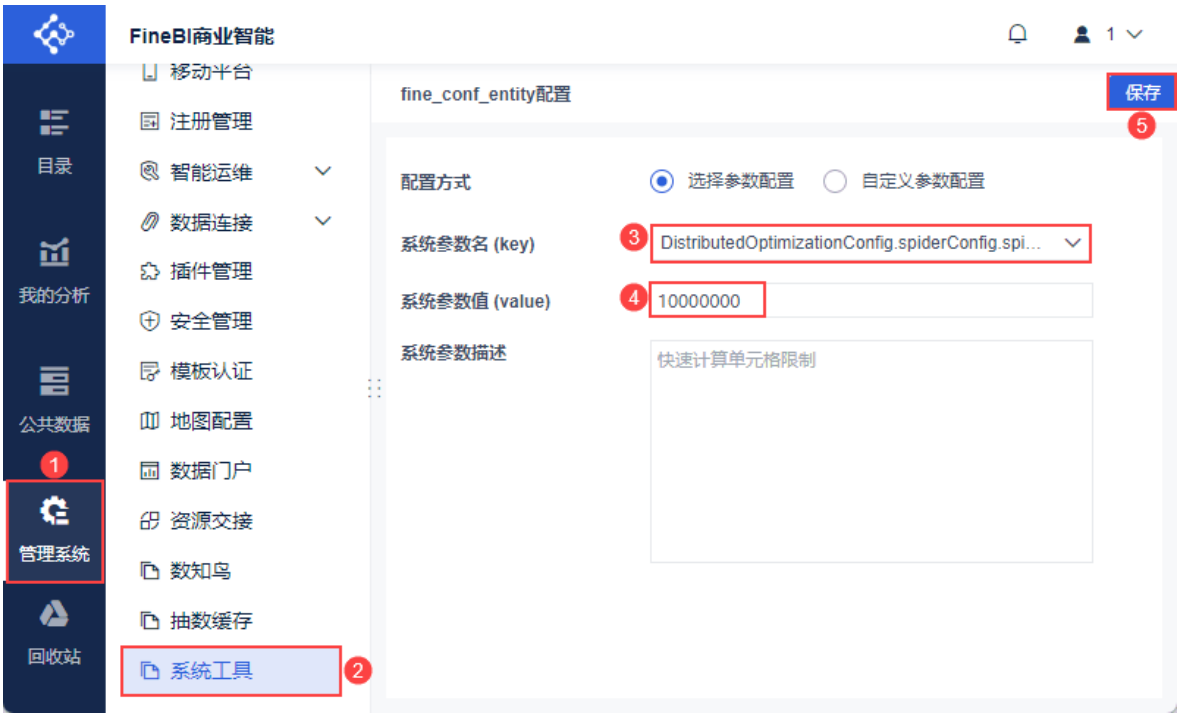 FineBI商业智能
1
移动平台
注册管理
智能运维
数据连接
插件管理
安全管理
模板认证
地图配置
数据门户
资源交接
数知鸟
抽数缓存
系统工具
2
目录
我的分析
公共数据
1
管理系统
回收站
fine_conf_entity配置
保存
5
配置方式
选择参数配置
自定义参数配置
系统参数名 (key)
3
DistributedOptimizationConfig.spiderConfig.spi...
系统参数值 (value)
4
10000000
系统参数描述
快速计算单元格限制